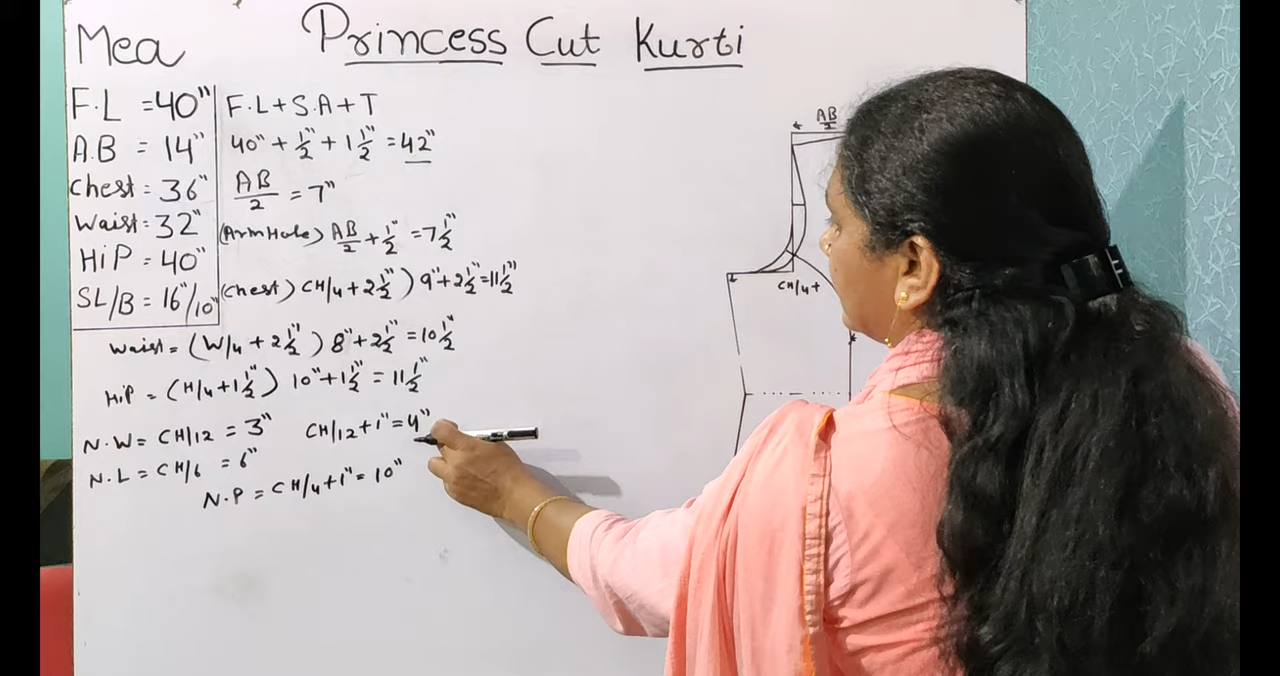 Mea
Princess Cut Kurti
F.L = 40"
A.B = 14"
Chest = 36"
Waist = 32"
HiP = 40"
SL/B = 16"/10"
F.L + S.A + T
40" + 1/2" + 1 1/2" = 42"
AB/2 = 7"
(ArmHole) AB/2 + 1/2" = 7 1/2"
(Chest) CH/4 + 2 1/2") 9" + 2 1/2" = 11 1/2"
Waist = (W/4 + 2 1/2") 8" + 2 1/2" = 10 1/2"
HiP = (H/4 + 1 1/2") 10" + 1 1/2" = 11 1/2"
N.W = CH/12 = 3" CH/12 + 1" = 4"
N.L = CH/6 = 6"
N.P = CH/4 + 1" = 10"
AB/2
CH/4 +